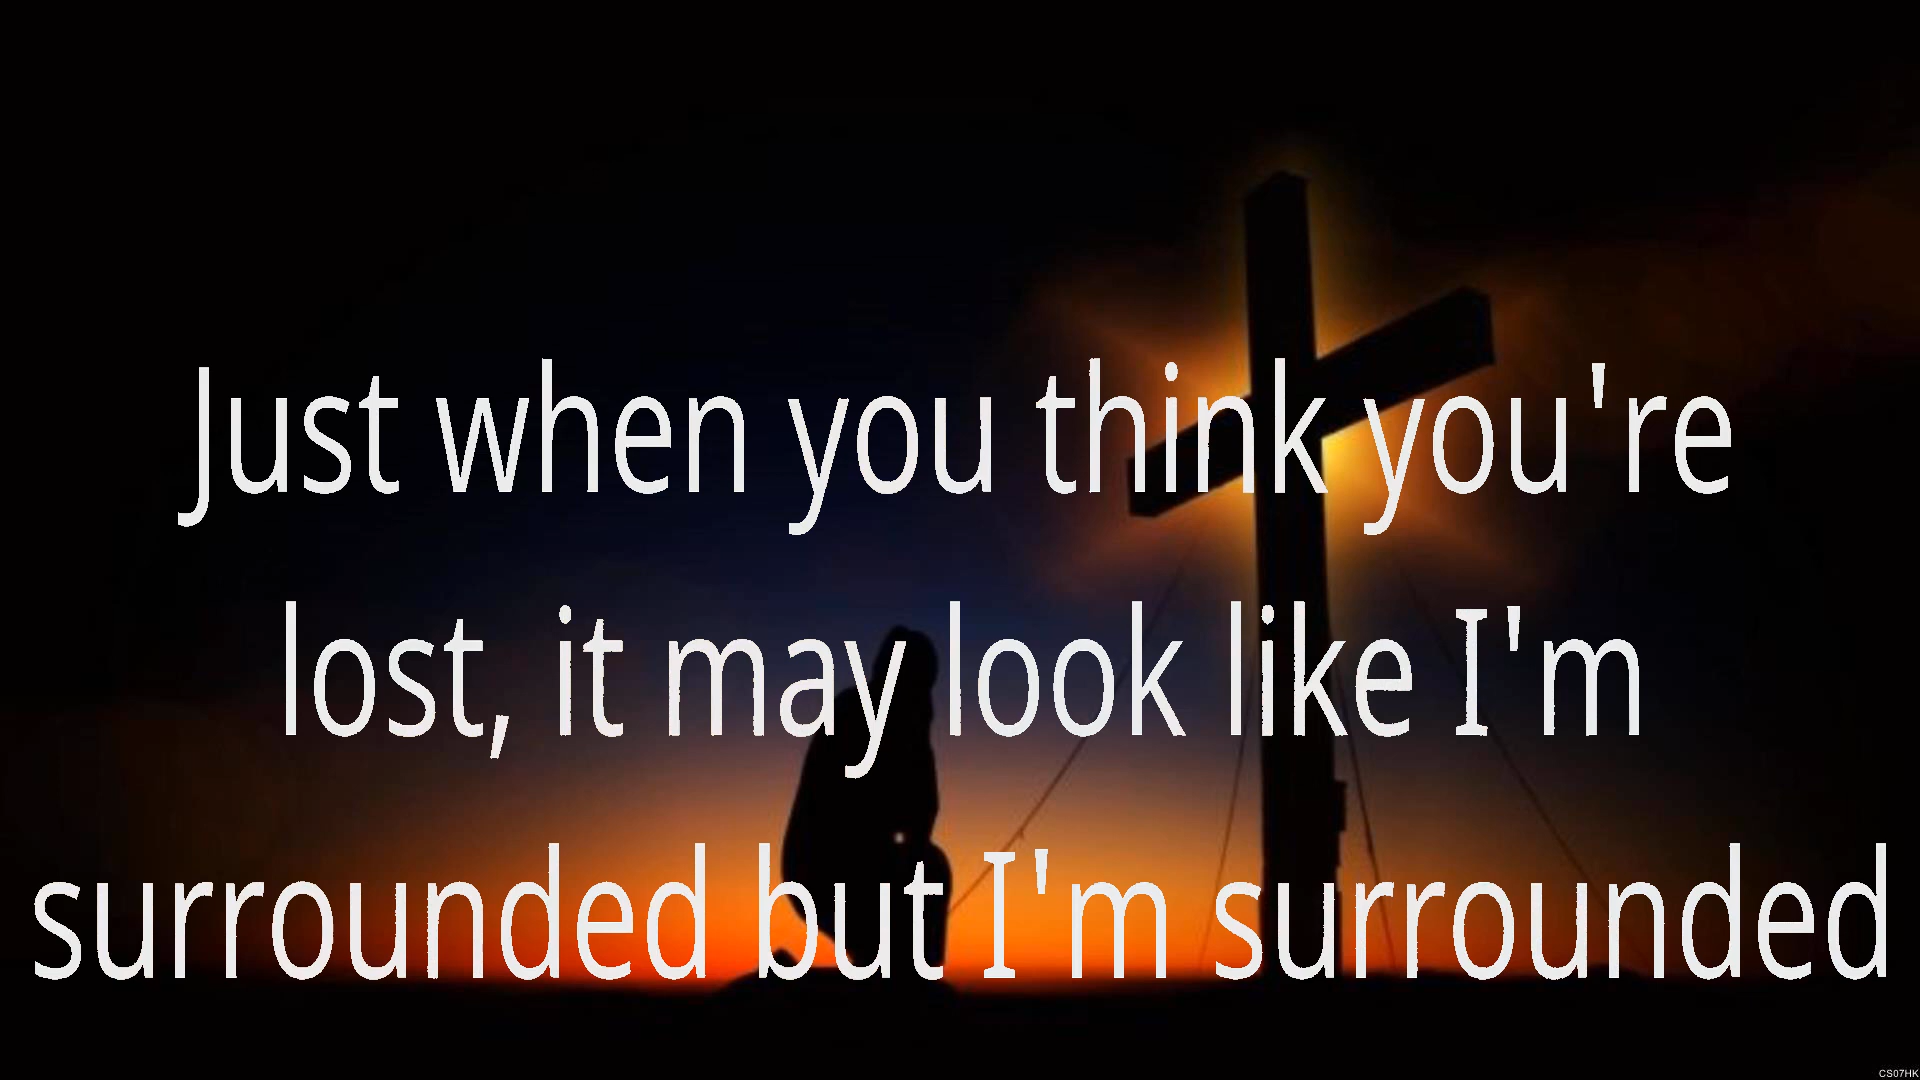 Just when you think you're
lost, it may look like I'm
surrounded but I'm surrounded
CS07HK